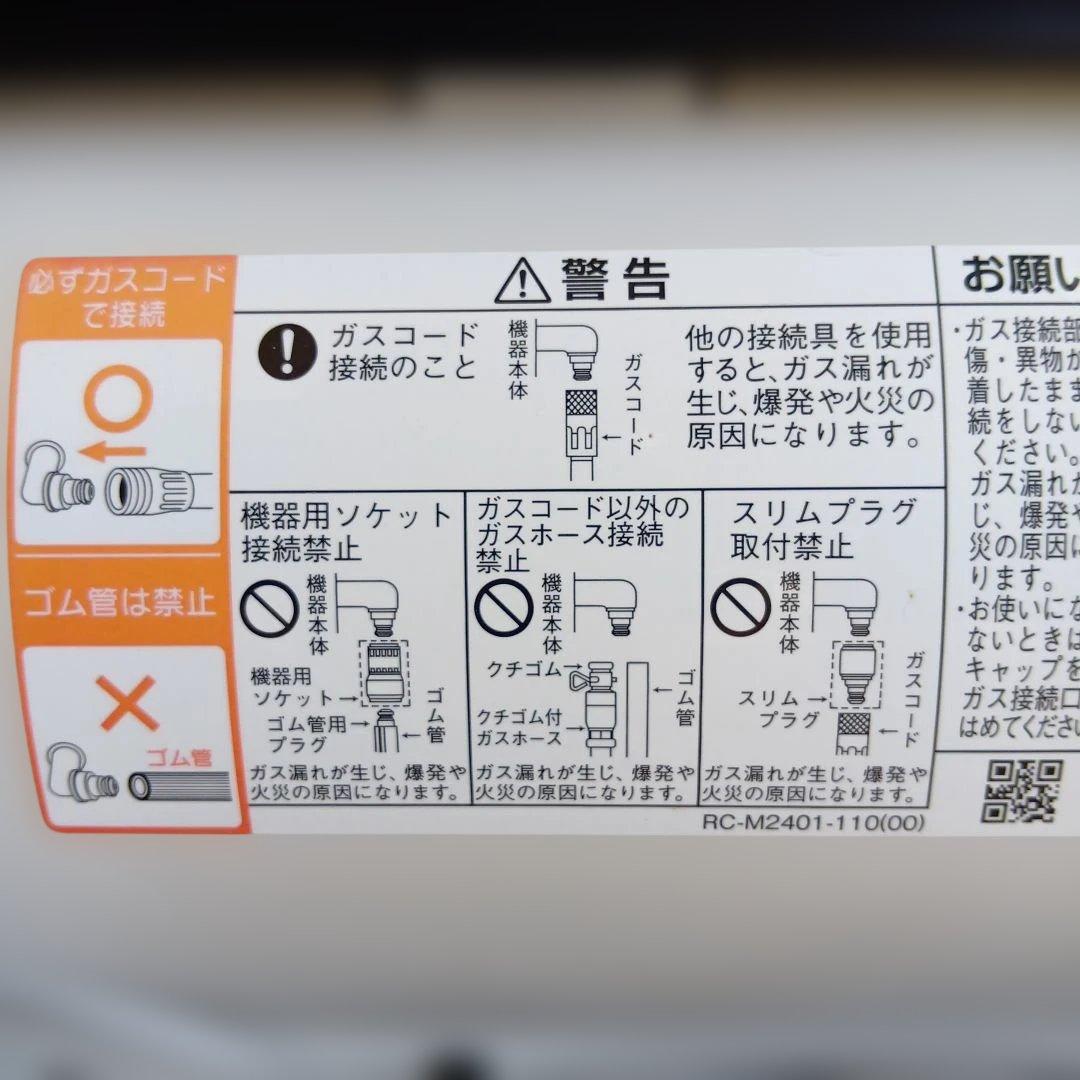 必ずガスコード
で接続
ゴム管は禁止
ゴム管
警告
ガスコード
接続のこと
機器本体
ガスコード
他の接続具を使用
すると、ガス漏れが
生じ、爆発や火災の
原因になります。
機器用ソケット
接続禁止
機器本体
機器用
ソケット
ゴム管用
プラグ
ゴム管
ガス漏れが生じ、爆発や
火災の原因になります。
ガスコード以外の
ガスホース接続
禁止
機器本体
クチゴム
クチゴム付
ガスホース
ゴム管
ガス漏れが生じ、爆発や
火災の原因になります。
スリムプラグ
取付禁止
機器本体
スリム
プラグ
ガスコード
ガス漏れが生じ、爆発や
火災の原因になります。
RC-M2401-110(00)
お願い
・ガス接続部
傷・異物が
着したまま
続をしない
ください。
ガス漏れが
じ、爆発や
災の原因に
ります。
・お使いにな
ないときは
キャップを
ガス接続口
はめてください